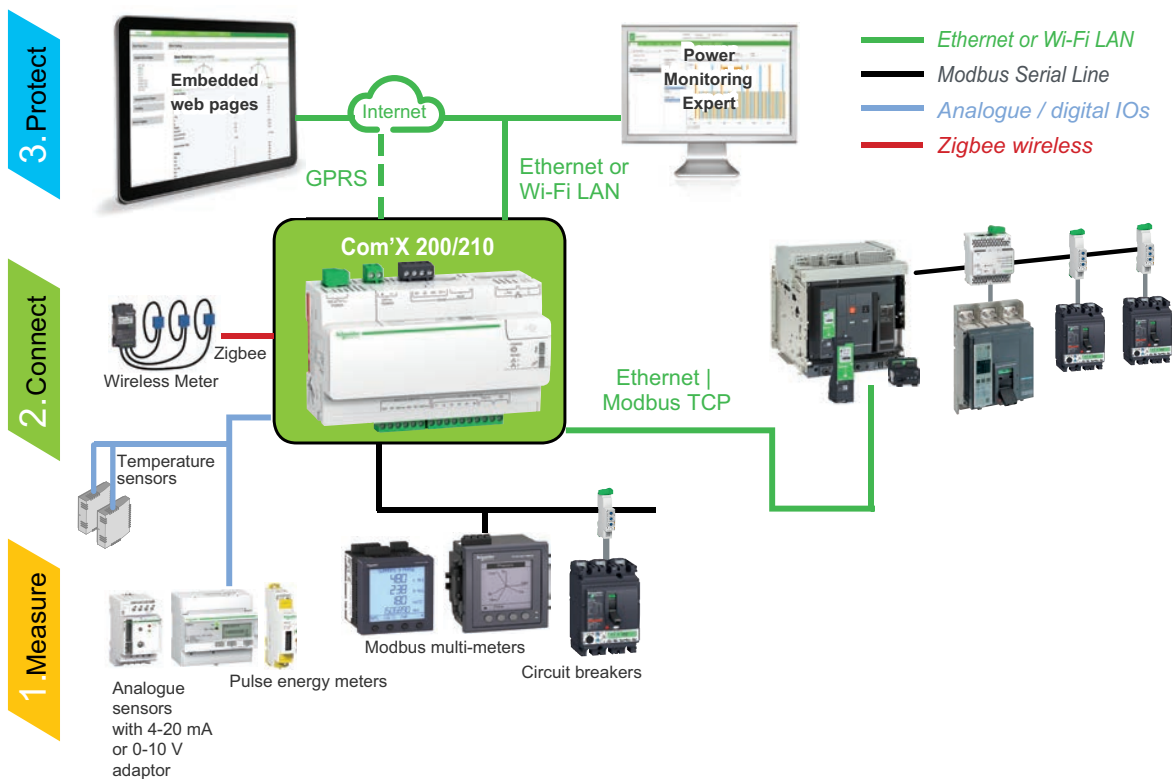 3. Protect
Embedded
web pages
Internet
Power
Monitoring
Expert
Ethernet or Wi-Fi LAN
Modbus Serial Line
Analogue / digital IOs
Zigbee wireless
GPRS
Ethernet or
Wi-Fi LAN
2. Connect
Com'X 200/210
Zigbee
Wireless Meter
Ethernet |
Modbus TCP
Temperature
sensors
1. Measure
Modbus multi-meters
Circuit breakers
Pulse energy meters
Analogue
sensors
with 4-20 mA
or 0-10 V
adaptor